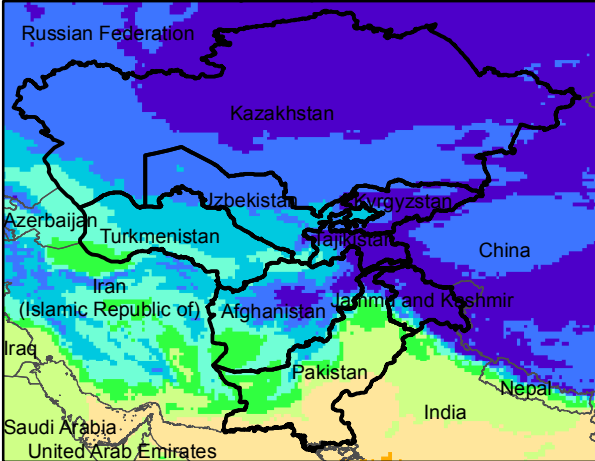 Russian Federation
Kazakhstan
Uzbekistan
Kyrgyzstan
Azerbaijan
Turkmenistan
Tajikistan
China
Iran
(Islamic Republic of)
Afghanistan
Jammu and Kashmir
Iraq
Pakistan
Nepal
India
Saudi Arabia
United Arab Emirates